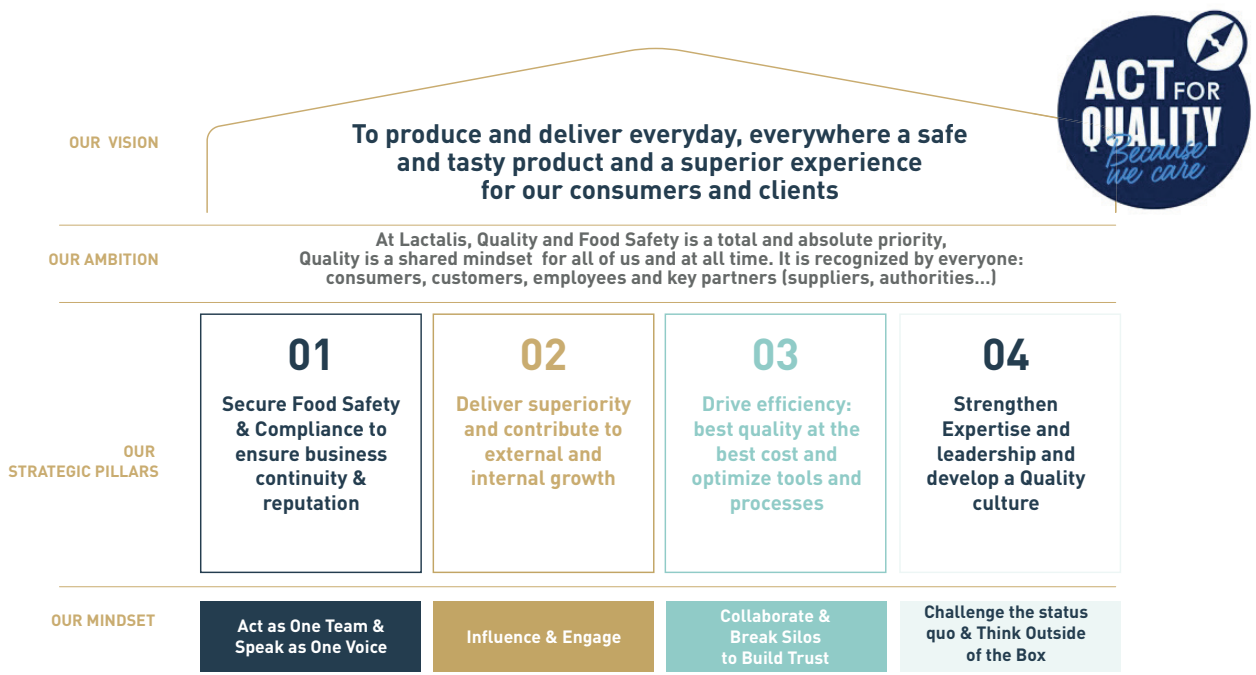 ACT FOR
QUALITY
Because
we care
OUR VISION
To produce and deliver everyday, everywhere a safe
and tasty product and a superior experience
for our consumers and clients
OUR AMBITION
At Lactalis, Quality and Food Safety is a total and absolute priority,
Quality is a shared mindset for all of us and at all time. It is recognized by everyone:
consumers, customers, employees and key partners (suppliers, authorities...)
OUR
STRATEGIC PILLARS
01
Secure Food Safety
& Compliance to
ensure business
continuity &
reputation
02
Deliver superiority
and contribute to
external and
internal growth
03
Drive efficiency:
best quality at the
best cost and
optimize tools and
processes
04
Strengthen
Expertise and
leadership and
develop a Quality
culture
OUR MINDSET
Act as One Team &
Speak as One Voice
Influence & Engage
Collaborate &
Break Silos
to Build Trust
Challenge the status
quo & Think Outside
of the Box